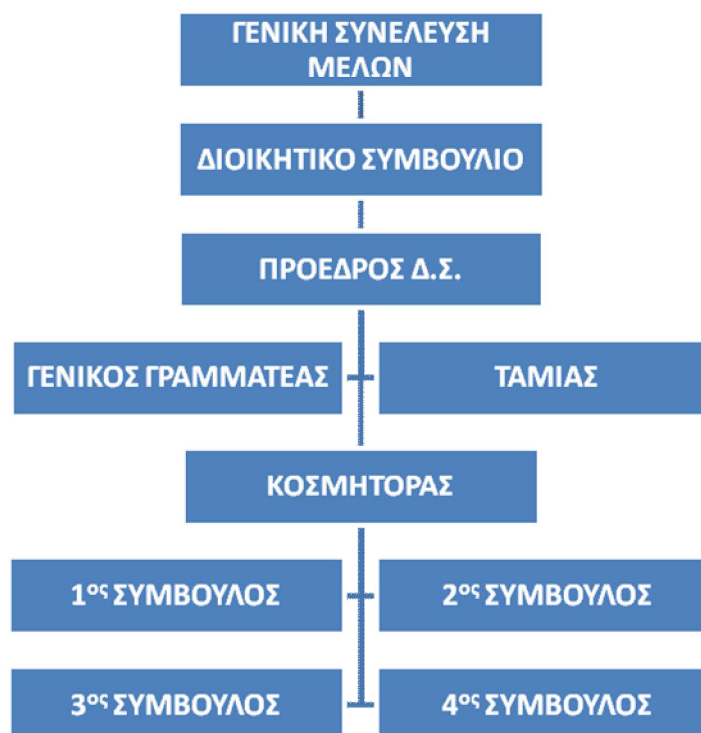 ΓΕΝΙΚΗ ΣΥΝΕΛΕΥΣΗ
ΜΕΛΩΝ
ΔΙΟΙΚΗΤΙΚΟ ΣΥΜΒΟΥΛΙΟ
ΠΡΟΕΔΡΟΣ Δ.Σ.
ΓΕΝΙΚΟΣ ΓΡΑΜΜΑΤΕΑΣ
ΤΑΜΙΑΣ
ΚΟΣΜΗΤΟΡΑΣ
1ος ΣΥΜΒΟΥΛΟΣ
2ος ΣΥΜΒΟΥΛΟΣ
3ος ΣΥΜΒΟΥΛΟΣ
4ος ΣΥΜΒΟΥΛΟΣ